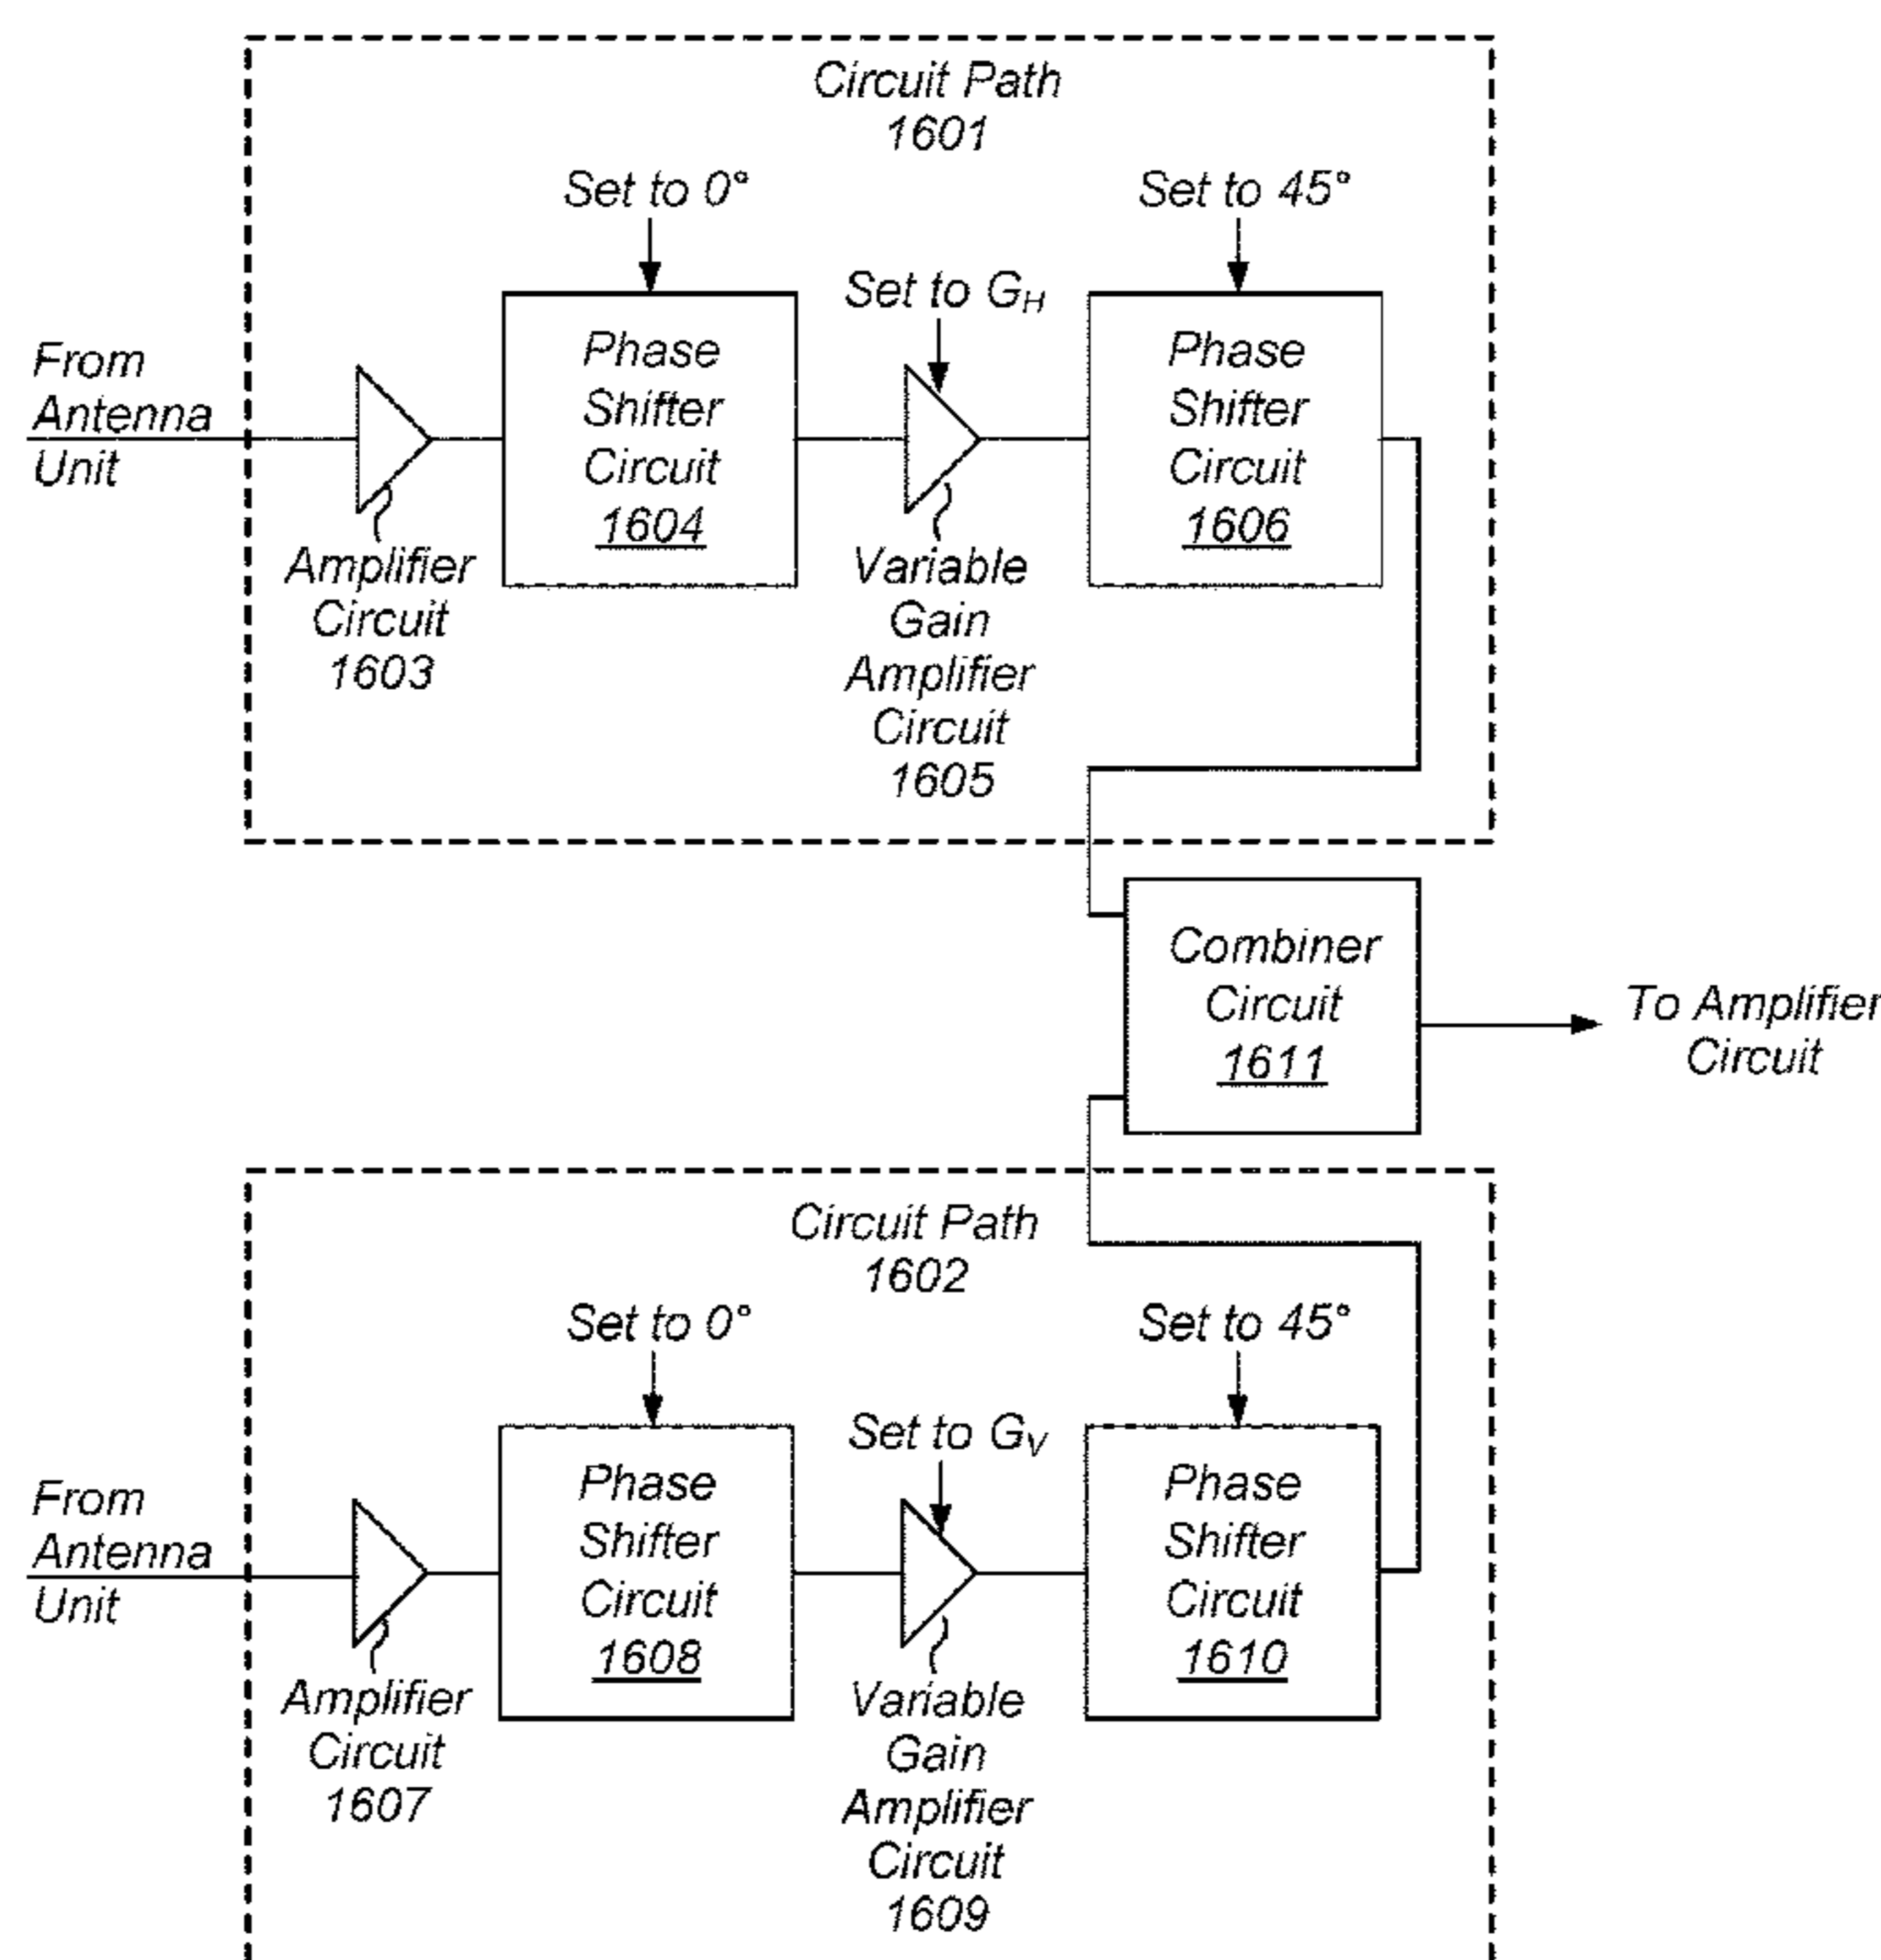 Circuit Path
1601
Set to 0°
Set to 45°
Set to GH
From
Antenna
Unit
Phase
Shifter
Circuit
1604
Phase
Shifter
Circuit
1606
Amplifier
Circuit
1603
Variable
Gain
Amplifier
Circuit
1605
Combiner
Circuit
1611
To Amplifier
Circuit
Circuit Path
1602
Set to 0°
Set to 45°
Set to GV
From
Antenna
Unit
Phase
Shifter
Circuit
1608
Phase
Shifter
Circuit
1610
Amplifier
Circuit
1607
Variable
Gain
Amplifier
Circuit
1609